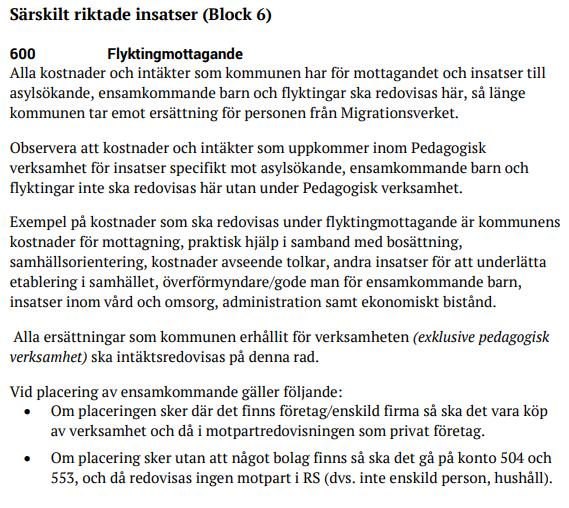 Särskilt riktade insatser (Block 6)
600 Flyktingmottagande
Alla kostnader och intäkter som kommunen har för mottagandet och insatser till
asylsökande, ensamkommande barn och flyktingar ska redovisas här, så länge
kommunen tar emot ersättning för personen från Migrationsverket.
Observera att kostnader och intäkter som uppkommer inom Pedagogisk
verksamhet för insatser specifikt mot asylsökande, ensamkommande barn och
flyktingar inte ska redovisas här utan under Pedagogisk verksamhet.
Exempel på kostnader som ska redovisas under flyktingmottagande är kommunens
kostnader för mottagning, praktisk hjälp i samband med bosättning,
samhällsorientering, kostnader avseende tolkar, andra insatser för att underlätta
etablering i samhället, överförmyndare/gode man för ensamkommande barn,
insatser inom vård och omsorg, administration samt ekonomiskt bistånd.
Alla ersättningar som kommunen erhållit för verksamheten (exklusive pedagogisk
verksamhet) ska intäktsredovisas på denna rad.
Vid placering av ensamkommande gäller följande:
• Om placeringen sker där det finns företag/enskild firma så ska det vara köp
av verksamhet och då i motpartredovisningen som privat företag.
• Om placering sker utan att något bolag finns så ska det gå på konto 504 och
553, och då redovisas ingen motpart i RS (dvs. inte enskild person, hushåll).